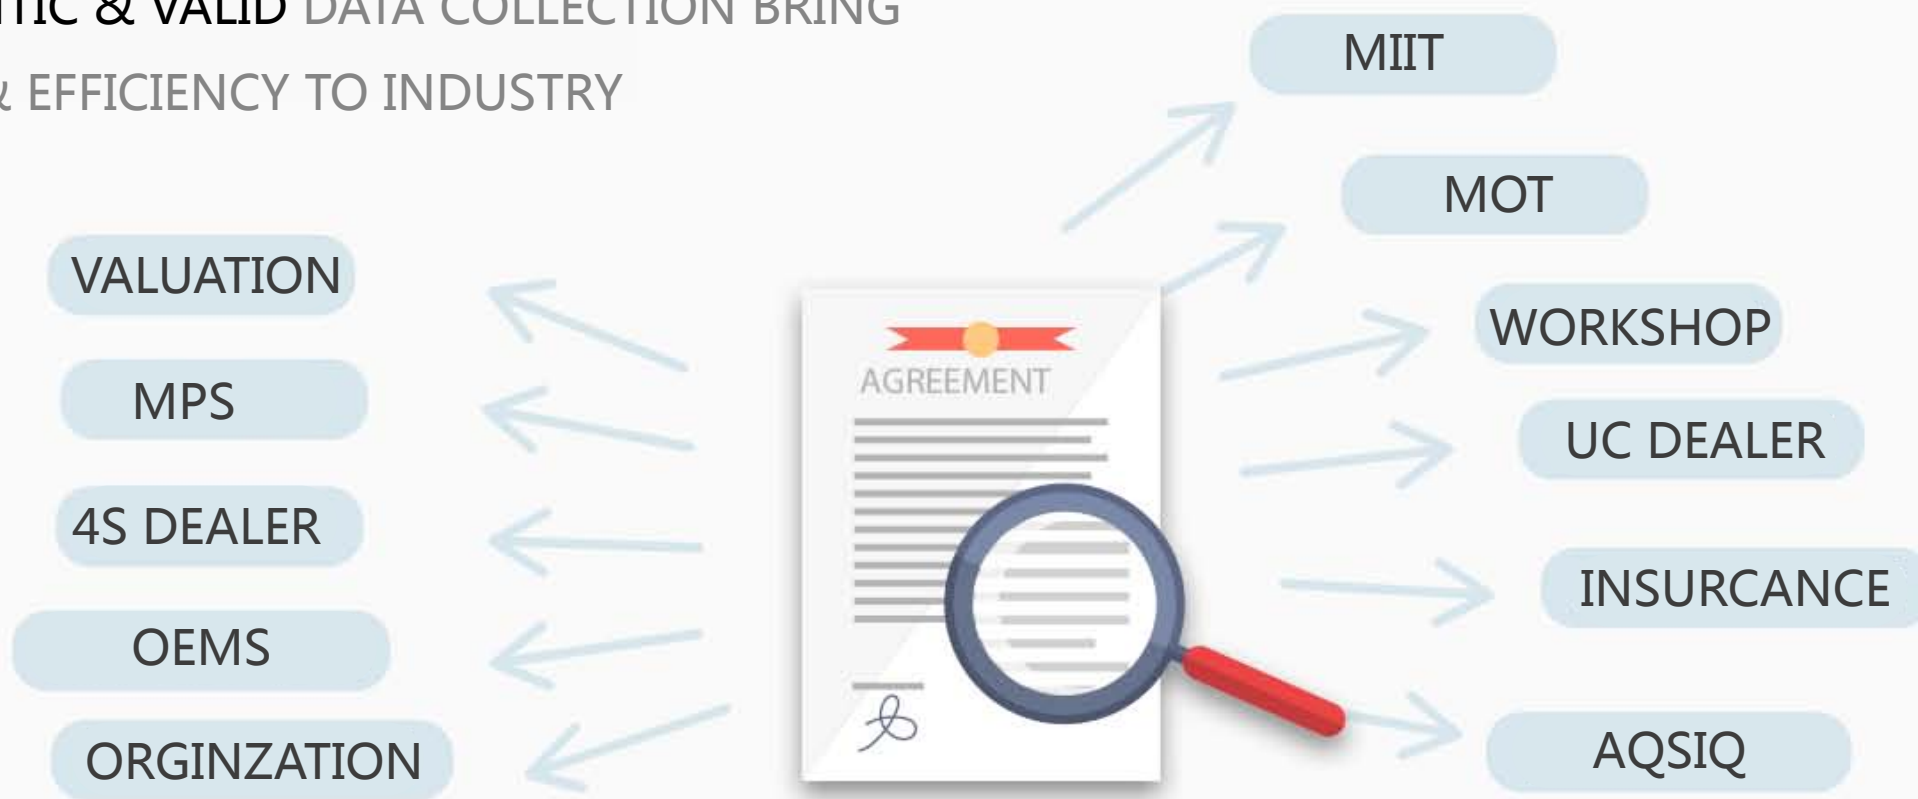 & VALID DATA COLLECTION BRING
& EFFICIENCY TO INDUSTRY
MIIT
MOT
VALUATION
WORKSHOP
MPS
AGREEMENT
UC DEALER
4S DEALER
INSURCANCE
OEMS
ORGINZATION
AQSIQ